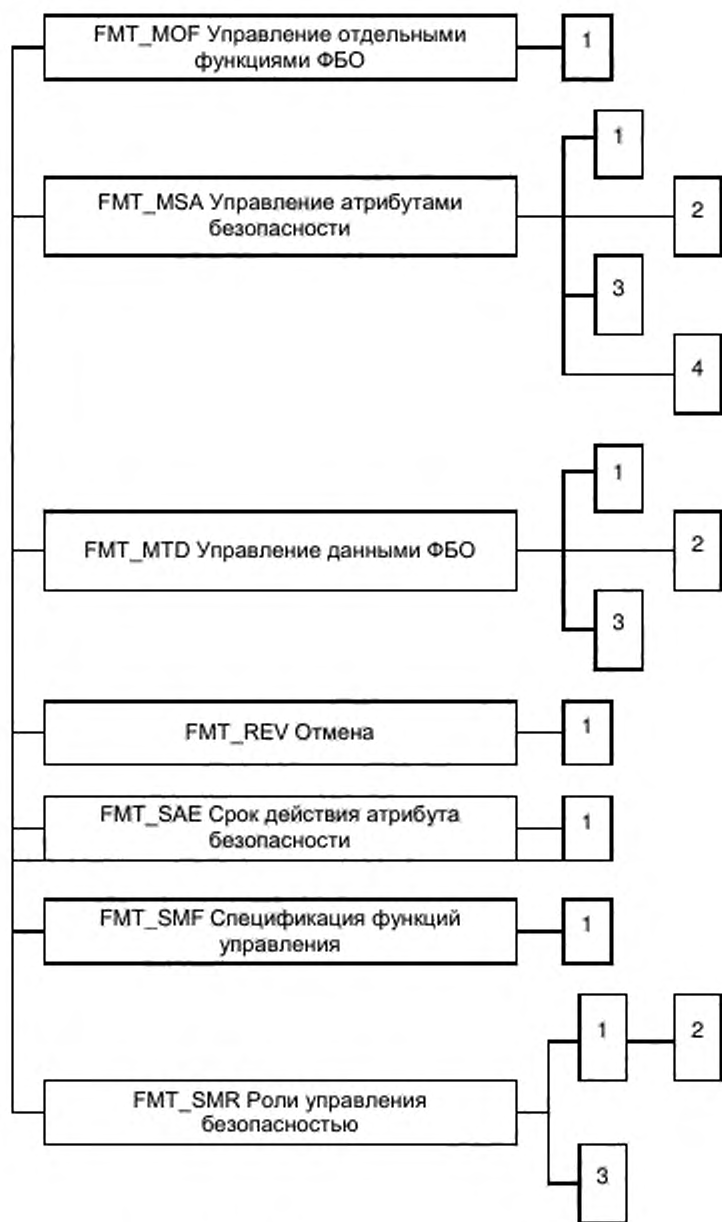 FMT_MOF Управление отдельными
функциями ФБО
1
1
FMT_MSA Управление атрибутами
безопасности
2
3
4
1
FMT_MTD Управление данными ФБО
2
3
FMT_REV Отмена
1
FMT_SAE Срок действия атрибута
безопасности
1
FMT_SMF Спецификация функций
управления
1
1
2
FMT_SMR Роли управления
безопасностью
3